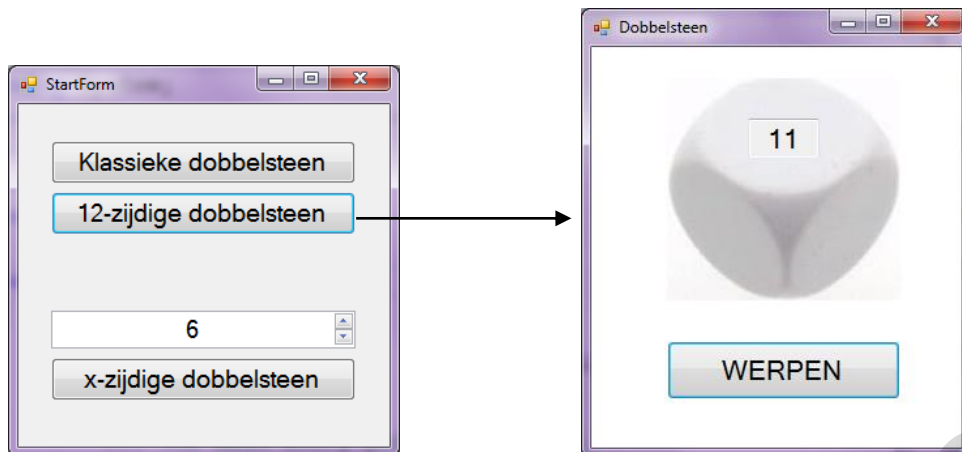 StartForm
Klassieke dobbelsteen
12-zijdige dobbelsteen
6
x-zijdige dobbelsteen
Dobbelsteen
11
WERPEN